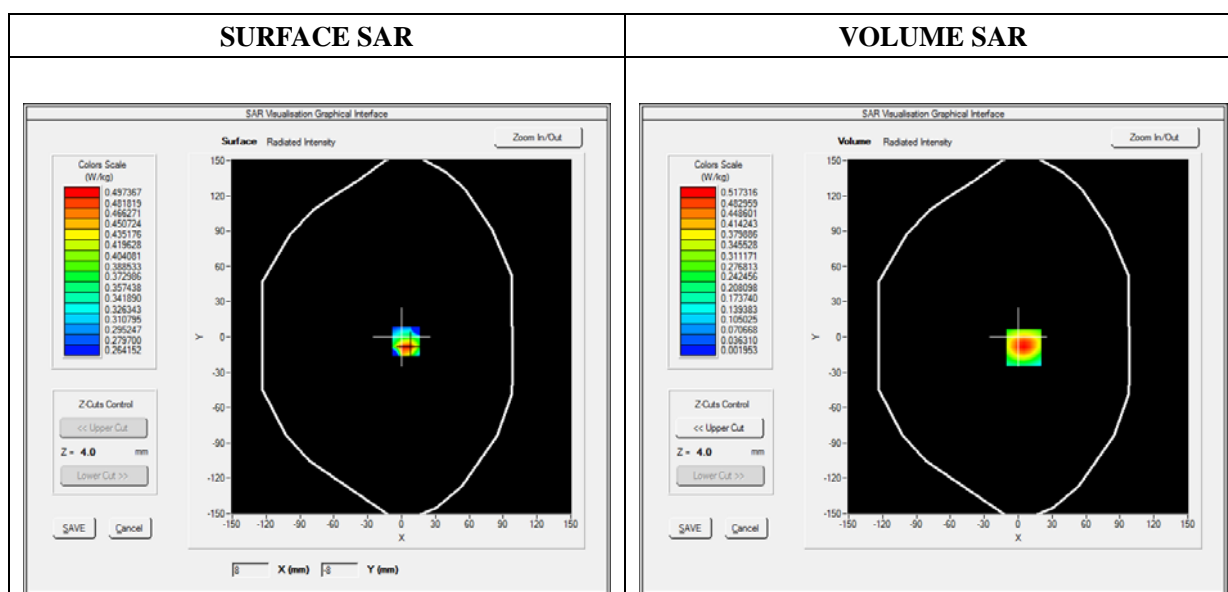 SURFACE SAR
VOLUME SAR
SAR Visualisation Graphical Interface
Surface Radiated Intensity
Zoom In/Out
Colors Scale
(W/kg)
0.497367
0.481819
0.466271
0.450724
0.435176
0.419628
0.404081
0.388533
0.372986
0.357438
0.341890
0.326343
0.310795
0.295247
0.279700
0.264152
Z-Cuts Control
<< Upper Cut
Z = 4.0 mm
Lower Cut >>
SAVE Cancel
150
120
90
60
30
0
-30
-60
-90
-120
-150
Y
-150 -120 -90 -60 -30 0 30 60 90 120 150
X
8 X (mm) -8 Y (mm)
SAR Visualisation Graphical Interface
Volume Radiated Intensity
Zoom In/Out
Colors Scale
(W/kg)
0.517316
0.482959
0.448601
0.414243
0.379886
0.345528
0.311171
0.276813
0.242456
0.208098
0.173740
0.139383
0.105025
0.070668
0.036310
0.001953
Z-Cuts Control
<< Upper Cut
Z = 4.0 mm
Lower Cut >>
SAVE Cancel
150
120
90
60
30
0
-30
-60
-90
-120
-150
Y
-150 -120 -90 -60 -30 0 30 60 90 120 150
X